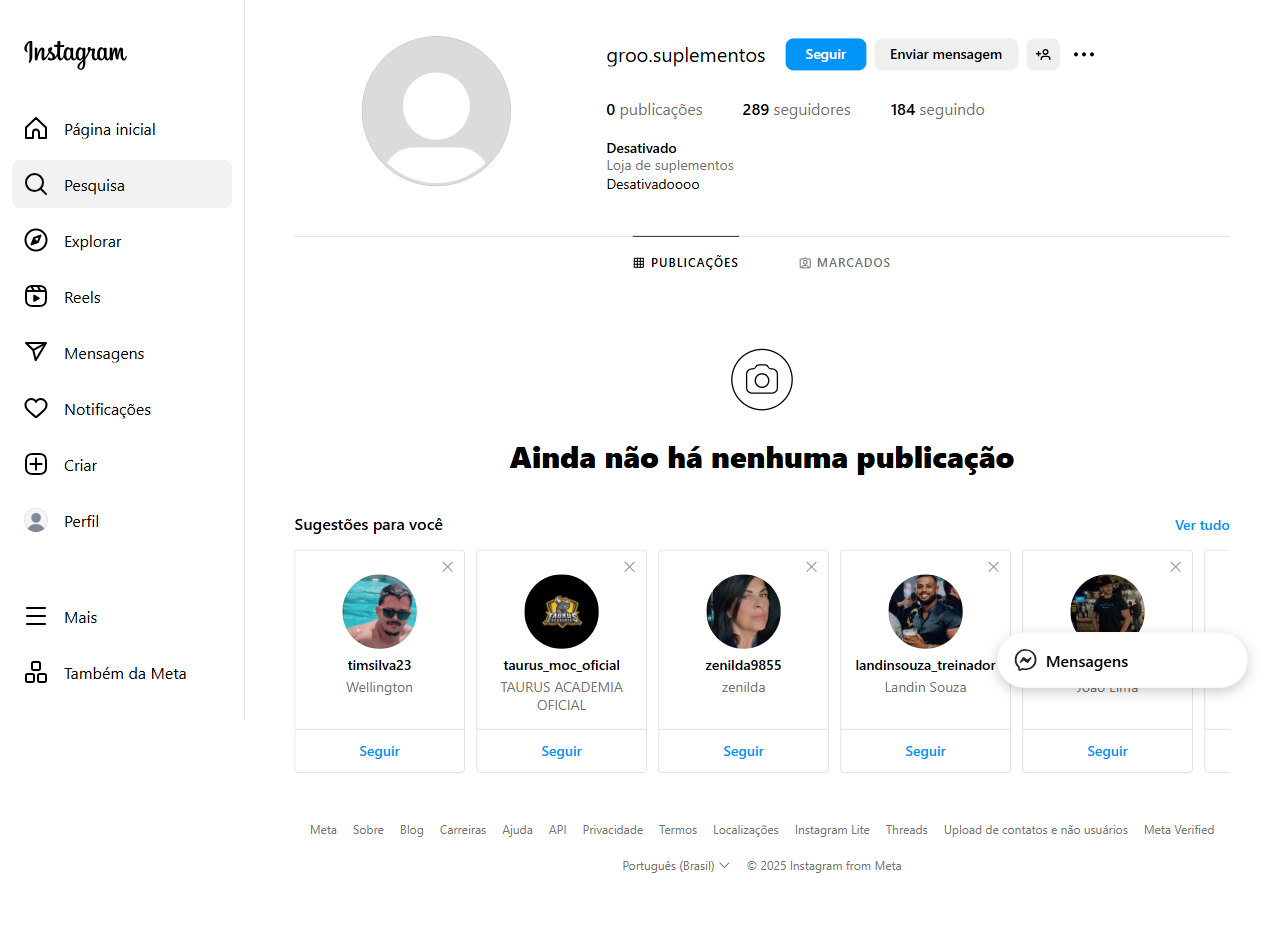 Instagram
Página inicial
Pesquisa
Explorar
Reels
Mensagens
Notificações
Criar
Perfil
Mais
Também da Meta
groo.suplementos Seguir Enviar mensagem
0 publicações 289 seguidores 184 seguindo
Desativado
Loja de suplementos
Desativadoooo
PUBLICAÇÕES MARCADOS
Ainda não há nenhuma publicação
Sugestões para você Ver tudo
timsilva23
Wellington
Seguir
taurus_moc_oficial
TAURUS ACADEMIA
OFICIAL
Seguir
zenilda9855
zenilda
Seguir
landinsouza_treinador
Landin Souza
Seguir
João Lima
Seguir
Mensagens
Meta Sobre Blog Carreiras Ajuda API Privacidade Termos Localizações Instagram Lite Threads Upload de contatos e não usuários Meta Verified
Português (Brasil) © 2025 Instagram from Meta